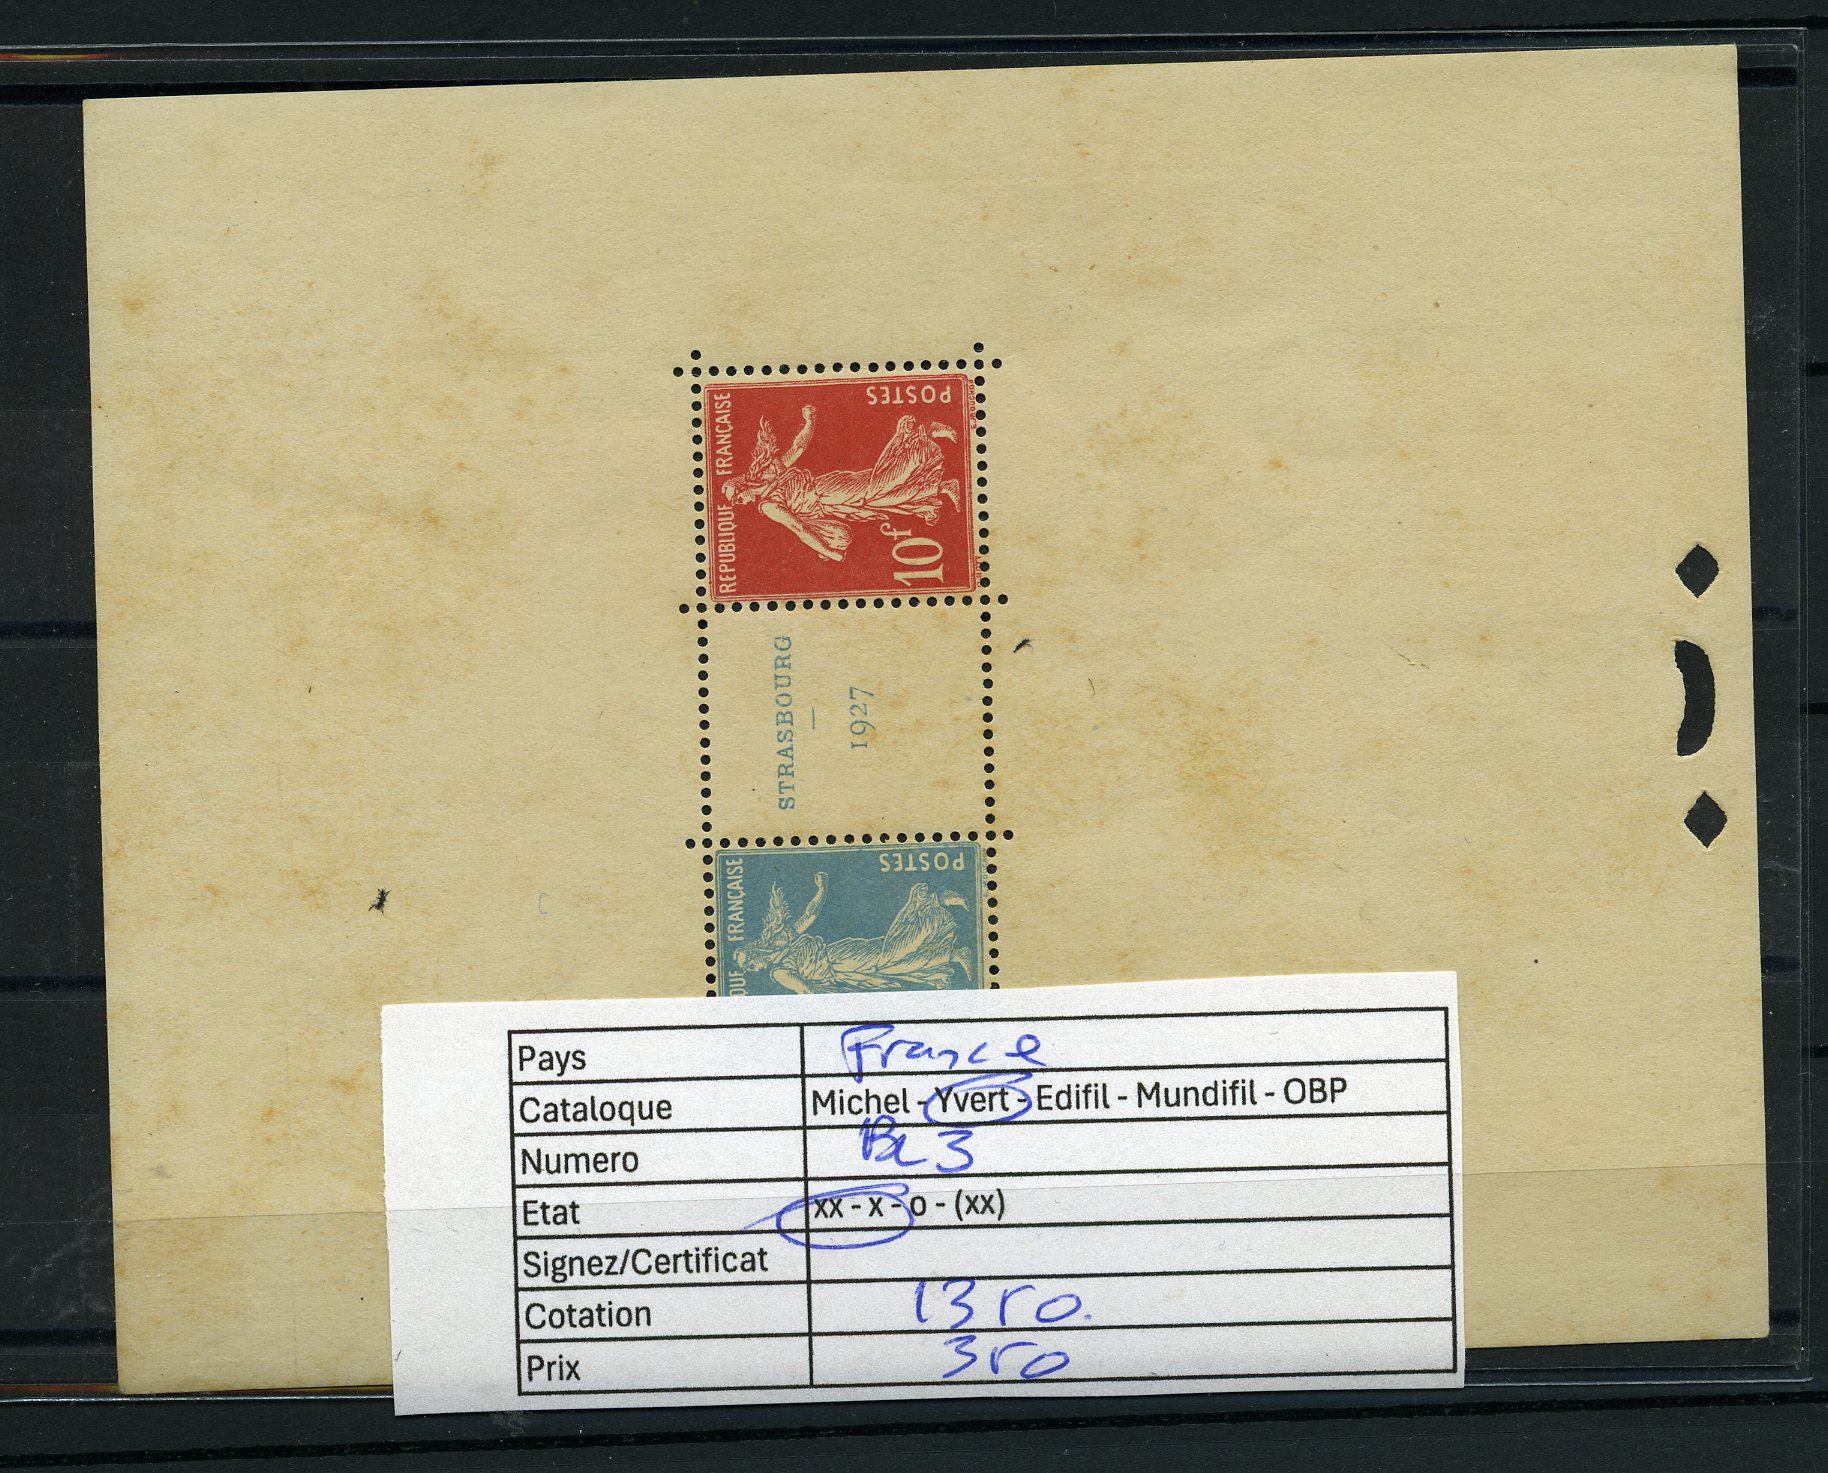 REPUBLIQUE FRANÇAISE
POSTES
10f
STRASBOURG
—
1927
FRANÇAISE
POSTES
Pays France
Cataloque Michel - Yvert - Edifil - Mundifil - OBP
Numero BL 3
Etat xx - x - o - (xx)
Signez/Certificat
Cotation 1350.
Prix 350